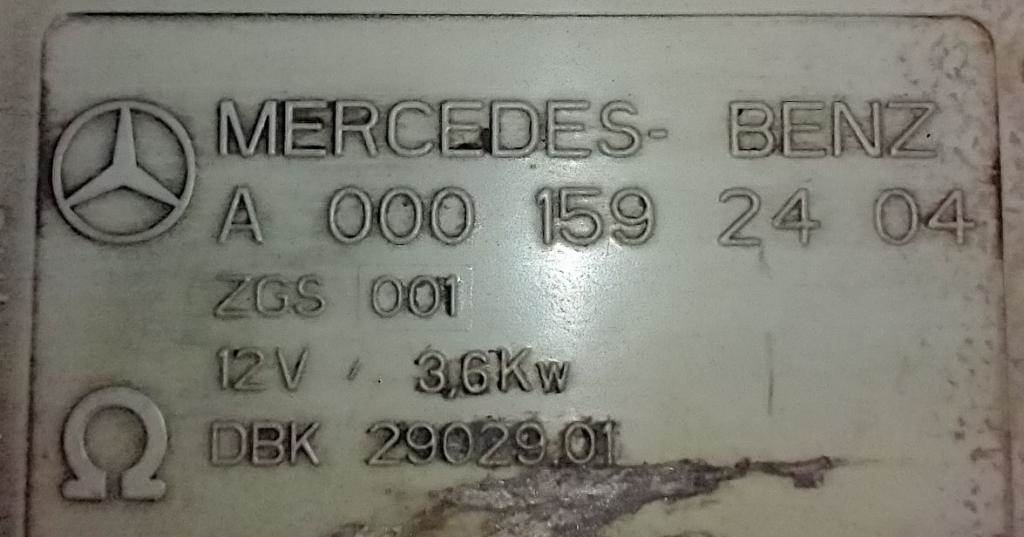 MERCEDES- BENZ
A 000 159 24 04
ZGS 001
12V / 3,6Kw
DBK 29029.01